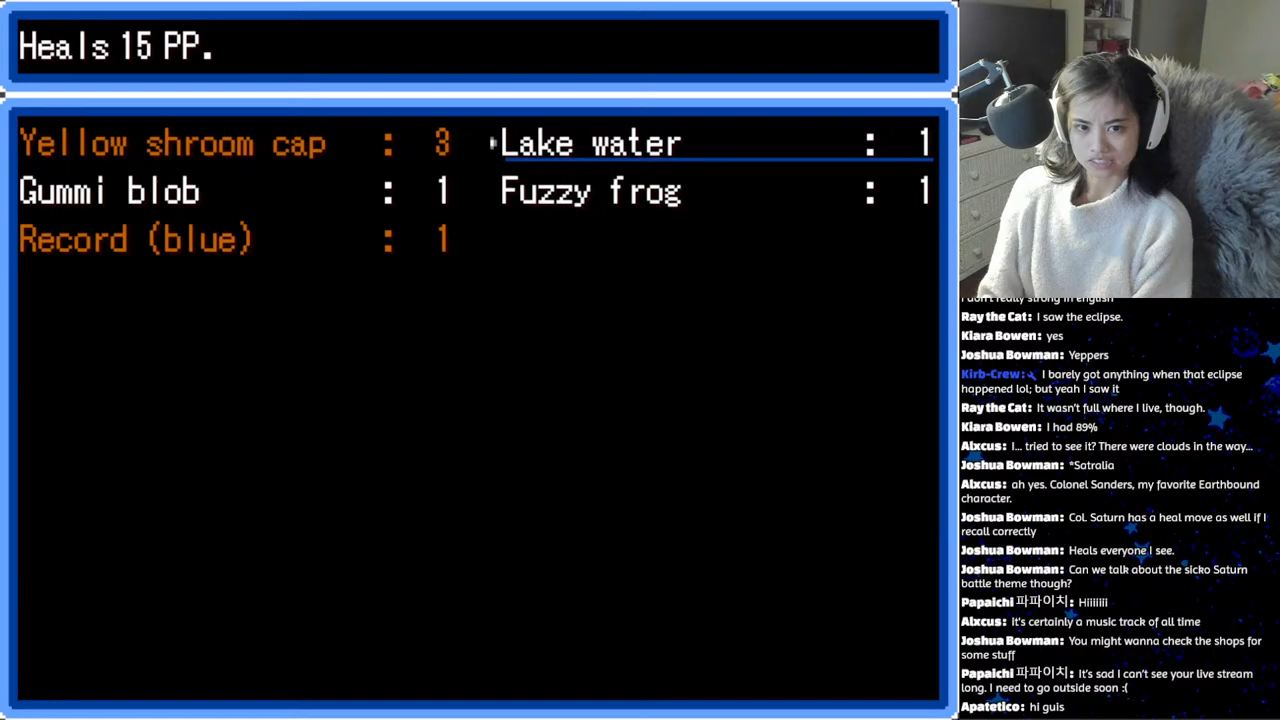 Heals 15 PP.
Yellow shroom cap : 3
Lake water : 1
Gummi blob : 1
Fuzzy frog : 1
Record (blue) : 1
I don't really strong in english
Ray the Cat: I saw the eclipse.
Kiara Bowen: yes
Joshua Bowman: Yeppers
Kirb-Crew: I barely got anything when that eclipse
happened lol; but yeah I saw it
Ray the Cat: It wasn't full where I live, though.
Kiara Bowen: I had 89%
Alxcus: I... tried to see it? There were clouds in the way...
Joshua Bowman: *Satralia
Alxcus: ah yes. Colonel Sanders, my favorite Earthbound
character.
Joshua Bowman: Col. Saturn has a heal move as well if I
recall correctly
Joshua Bowman: Heals everyone I see.
Joshua Bowman: Can we talk about the sicko Saturn
battle theme though?
Papaichi 파파이치: Hiiiiiii
Alxcus: it's certainly a music track of all time
Joshua Bowman: You might wanna check the shops for
some stuff
Papaichi 파파이치: It's sad I can't see your live stream
long. I need to go outside soon :(
Apatetico: hi guis